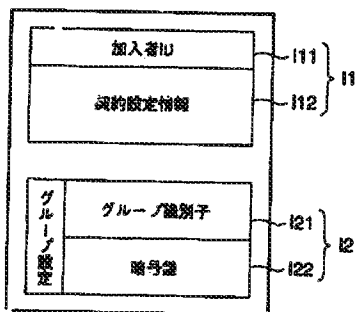 加入者ID
I11
I1
契約設定情報
I12
グループ設定
グループ識別子
I21
I2
暗号鍵
I22